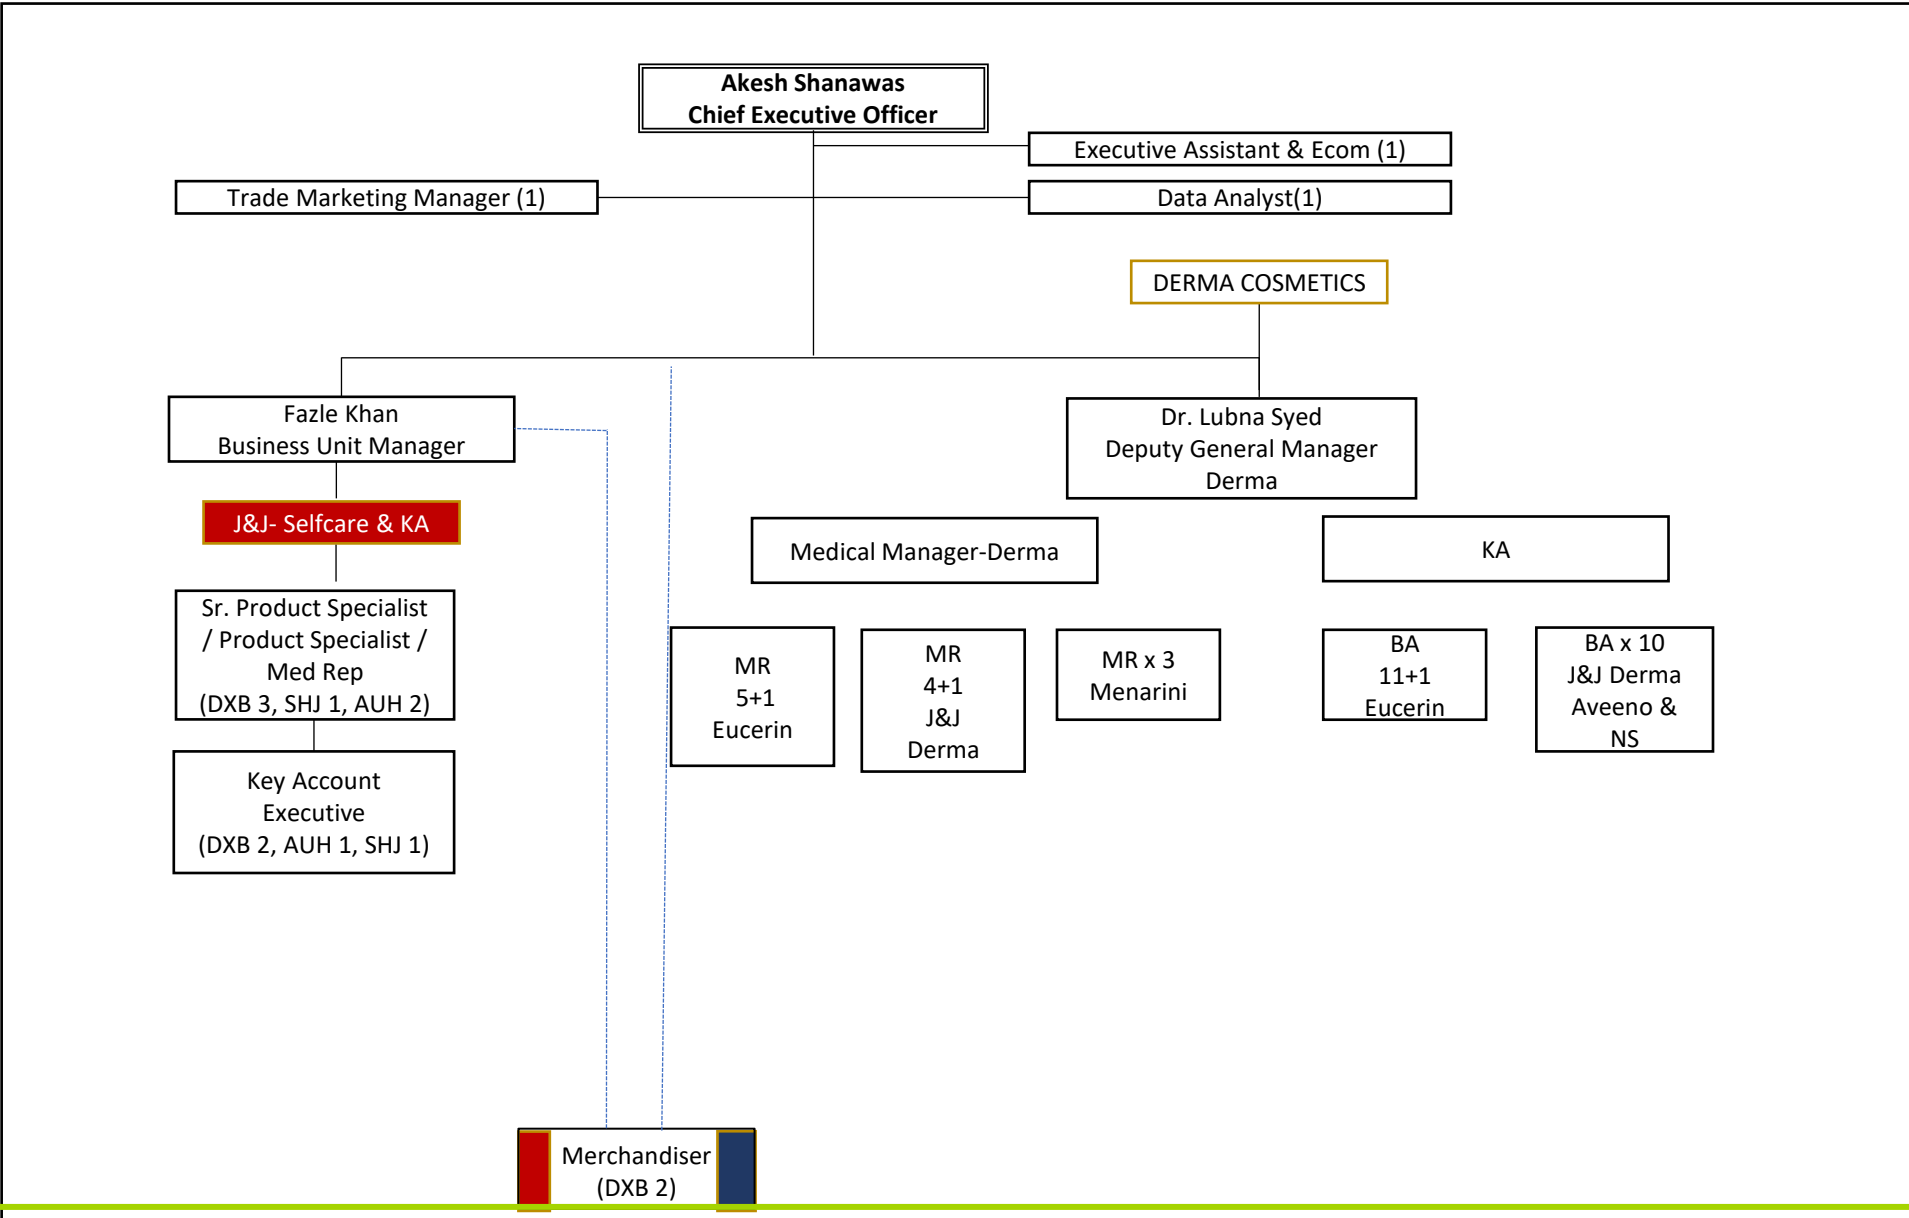 Akesh Shanawas
Chief Executive Officer
Executive Assistant & Ecom (1)
Trade Marketing Manager (1)
Data Analyst(1)
DERMA COSMETICS
Fazle Khan
Business Unit Manager
Dr. Lubna Syed
Deputy General Manager
Derma
J&J- Selfcare & KA
Medical Manager-Derma
KA
Sr. Product Specialist
/ Product Specialist /
Med Rep
(DXB 3, SHJ 1, AUH 2)
MR
5+1
Eucerin
MR
4+1
J&J
Derma
MR x 3
Menarini
BA
11+1
Eucerin
BA x 10
J&J Derma
Aveeno &
NS
Key Account
Executive
(DXB 2, AUH 1, SHJ 1)
Merchandiser
(DXB 2)